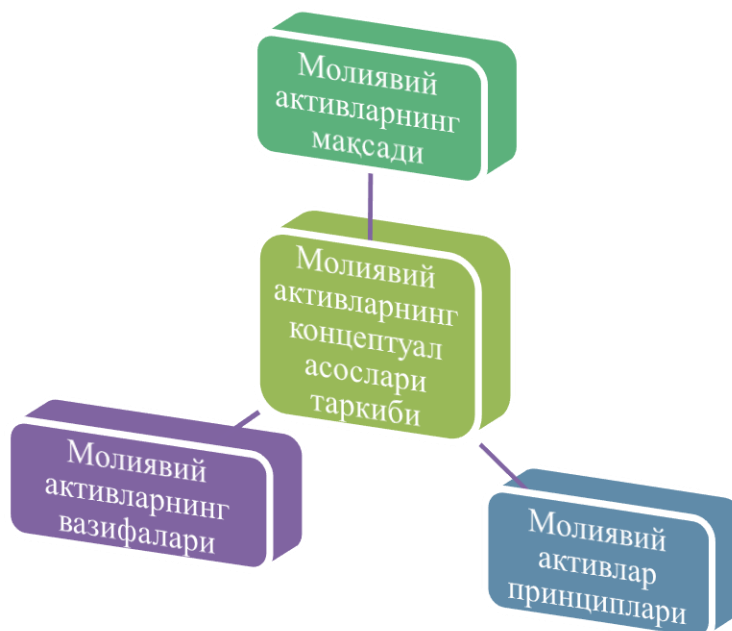 Молиявий
активларнинг
мақсади
Молиявий
активларнинг
концептуал
асослари
таркиби
Молиявий
активларнинг
вазифалари
Молиявий
активлар
принциплари